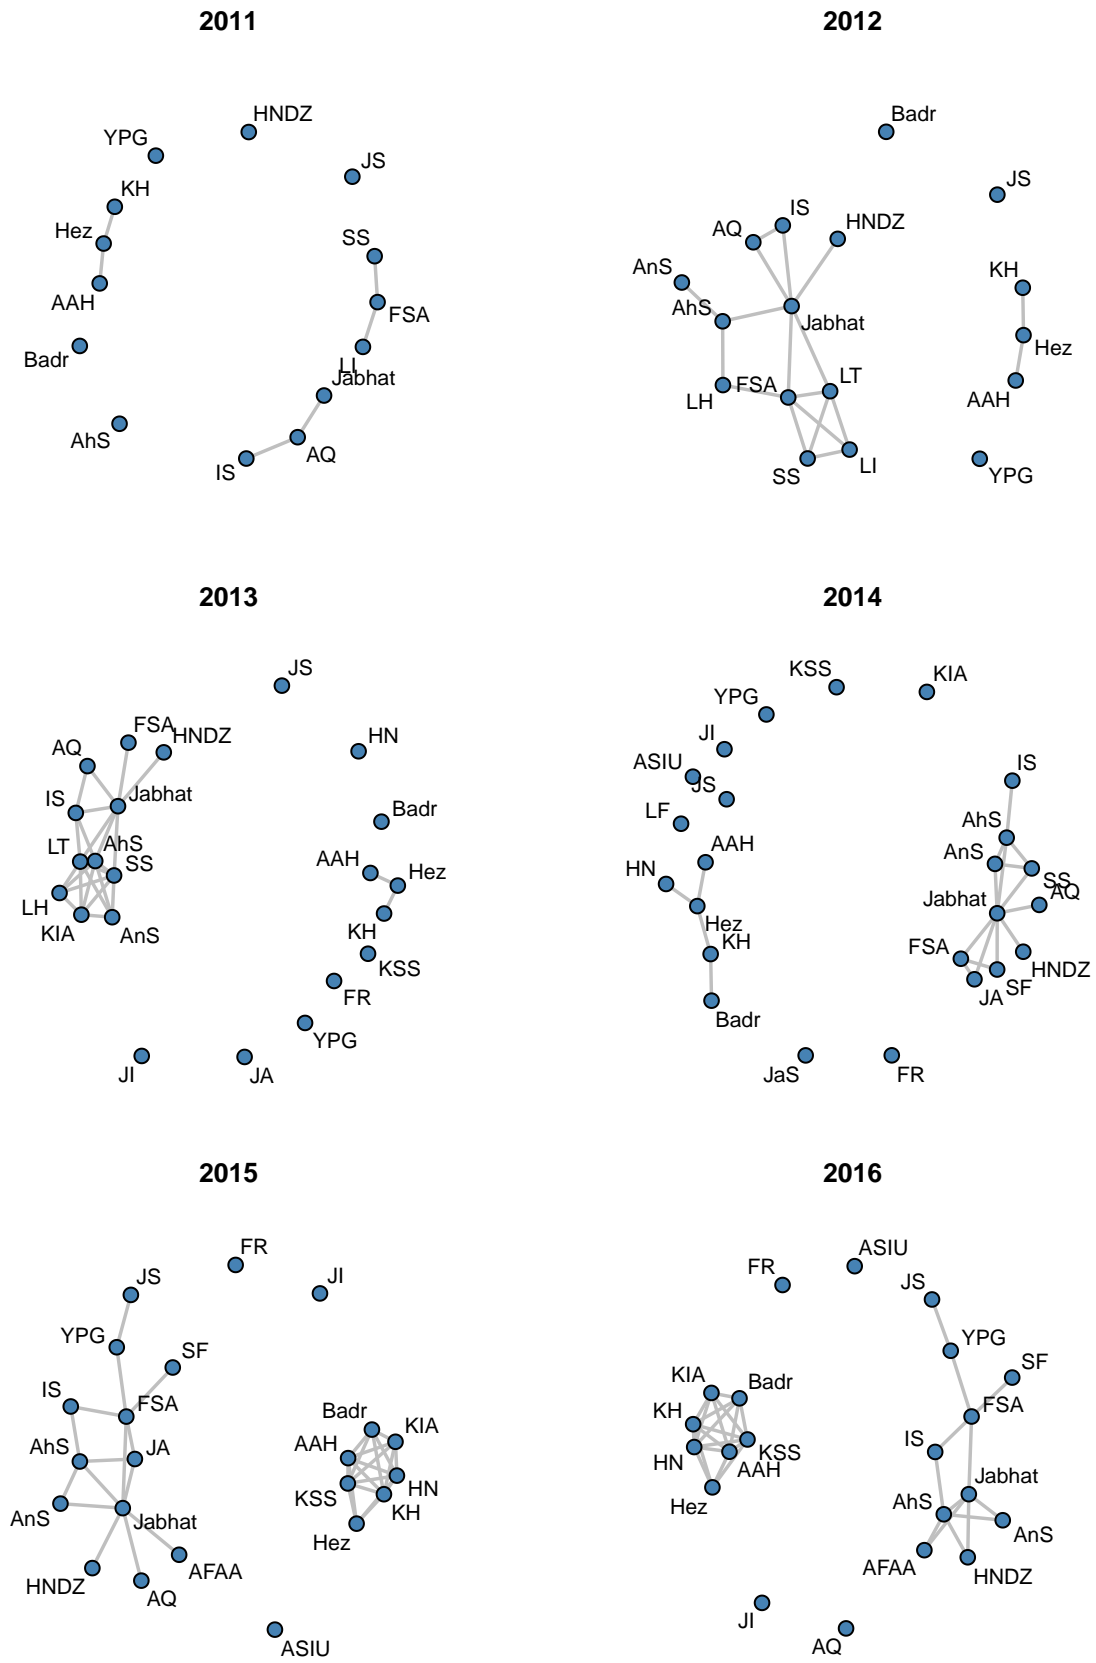 2011
HNDZ
YPG
JS
KH
Hez
SS
AAH
FSA
Badr
LI
Jabhat
AhS
AQ
IS
2012
Badr
JS
IS
AQ
HNDZ
AnS
KH
AhS
Jabhat
Hez
LT
FSA
LH
AAH
LI
SS
YPG
2013
JS
FSA
HNDZ
AQ
HN
IS
Jabhat
Badr
LT
AhS
SS
AAH
Hez
LH
KIA
AnS
KH
KSS
FR
YPG
JI
JA
2014
KSS
KIA
YPG
JI
ASIU
JS
IS
LF
AhS
AAH
AnS
HN
SS
AQ
Jabhat
Hez
KH
FSA
HNDZ
JA
SF
Badr
JaS
FR
2015
FR
JS
JI
YPG
SF
IS
FSA
Badr
KIA
AhS
JA
AAH
HN
KSS
KH
AnS
Jabhat
Hez
HNDZ
AFAA
AQ
ASIU
2016
ASIU
FR
JS
YPG
SF
KIA
Badr
KH
FSA
IS
HN
KSS
AAH
Jabhat
Hez
AhS
AnS
AFAA
HNDZ
JI
AQ